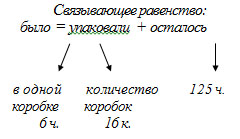 Связывающее равенство:
было = упаковали + осталось
в одной количество 125 ч.
коробке коробок
6 ч. 16 к.